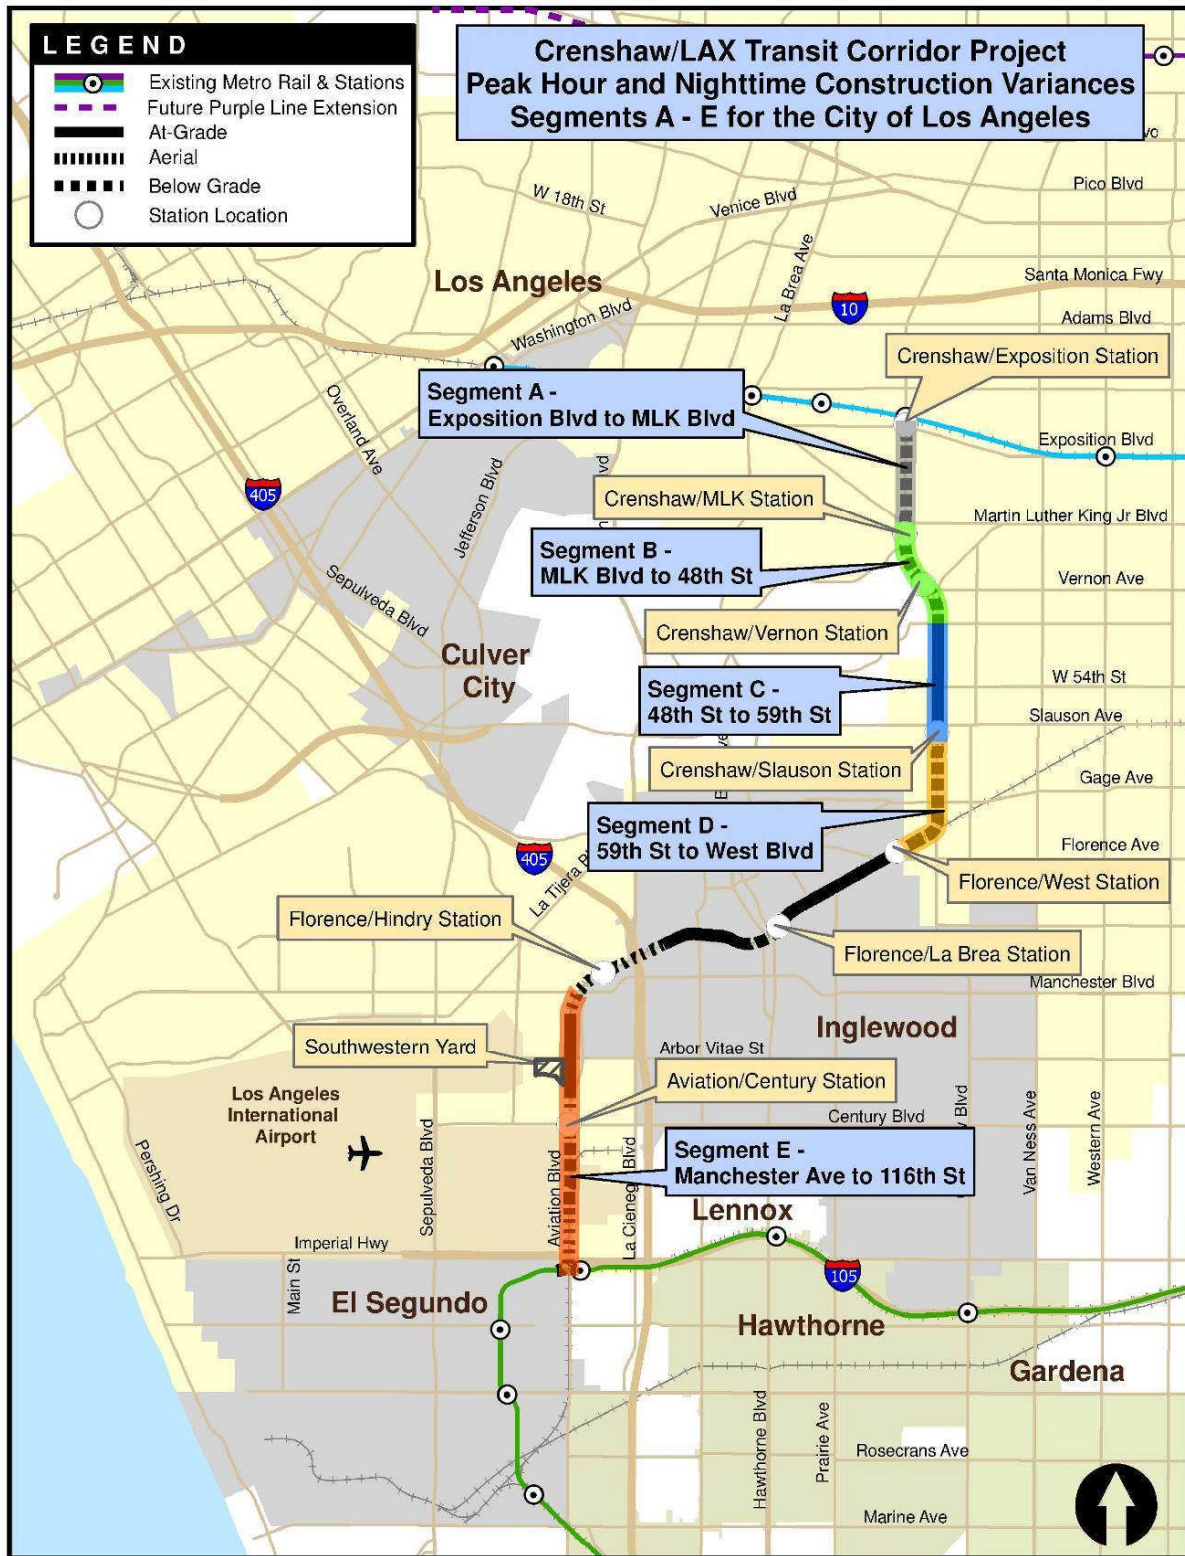 LEGEND
Existing Metro Rail & Stations
Future Purple Line Extension
At-Grade
Aerial
Below Grade
Station Location
Crenshaw/LAX Transit Corridor Project
Peak Hour and Nighttime Construction Variances
Segments A - E for the City of Los Angeles
Pico Blvd
W 18th St
Venice Blvd
La Brea Ave
Los Angeles
Santa Monica Fwy
10
Washington Blvd
Adams Blvd
Crenshaw/Exposition Station
Segment A -
Exposition Blvd to MLK Blvd
Overland Ave
Exposition Blvd
405
Jefferson Blvd
Crenshaw/MLK Station
Martin Luther King Jr Blvd
Segment B -
MLK Blvd to 48th St
Vernon Ave
Sepulveda Blvd
Crenshaw/Vernon Station
Culver
City
Segment C -
48th St to 59th St
W 54th St
Slauson Ave
Crenshaw/Slauson Station
Gage Ave
Segment D -
59th St to West Blvd
405
Florence Ave
La Tijera
Florence/West Station
Florence/Hindry Station
Florence/La Brea Station
Manchester Blvd
Inglewood
Southwestern Yard
Arbor Vitae St
Aviation/Century Station
Los Angeles
International
Airport
Century Blvd
Blvd
Van Ness Ave
Western Ave
Pershing Dr
Sepulveda Blvd
Aviation Blvd
La Cienega Blvd
Segment E -
Manchester Ave to 116th St
Lennox
Imperial Hwy
Main St
105
El Segundo
Hawthorne
Gardena
Hawthorne Blvd
Prairie Ave
Rosecrans Ave
Marine Ave